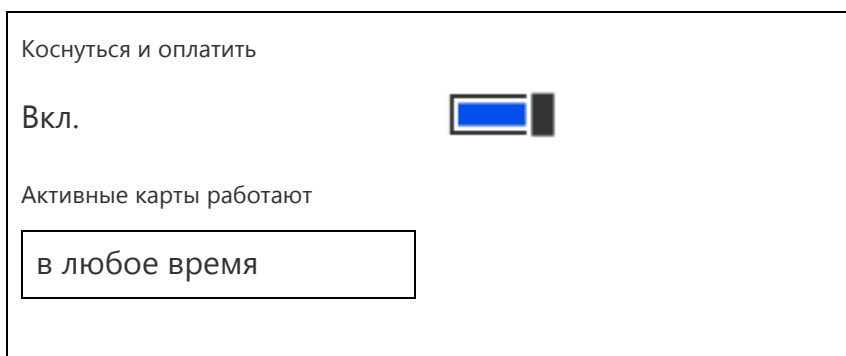 Коснуться и оплатить
Вкл.
Активные карты работают
в любое время